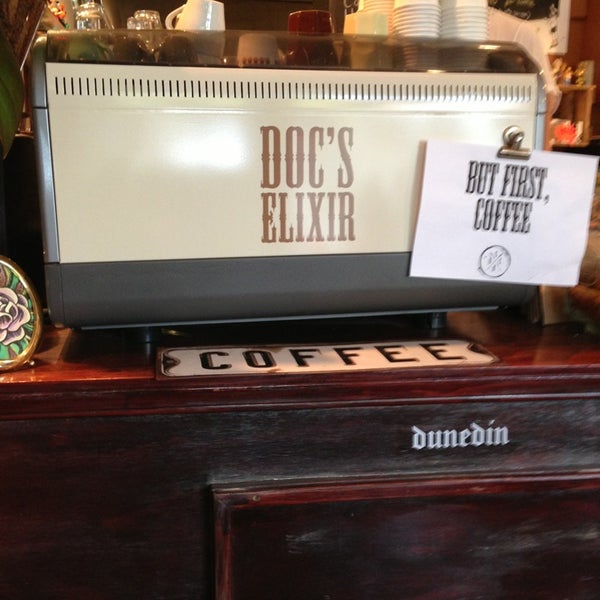 DOC'S
ELIXIR
BUT FIRST,
COFFEE
COFFEE
dunedin